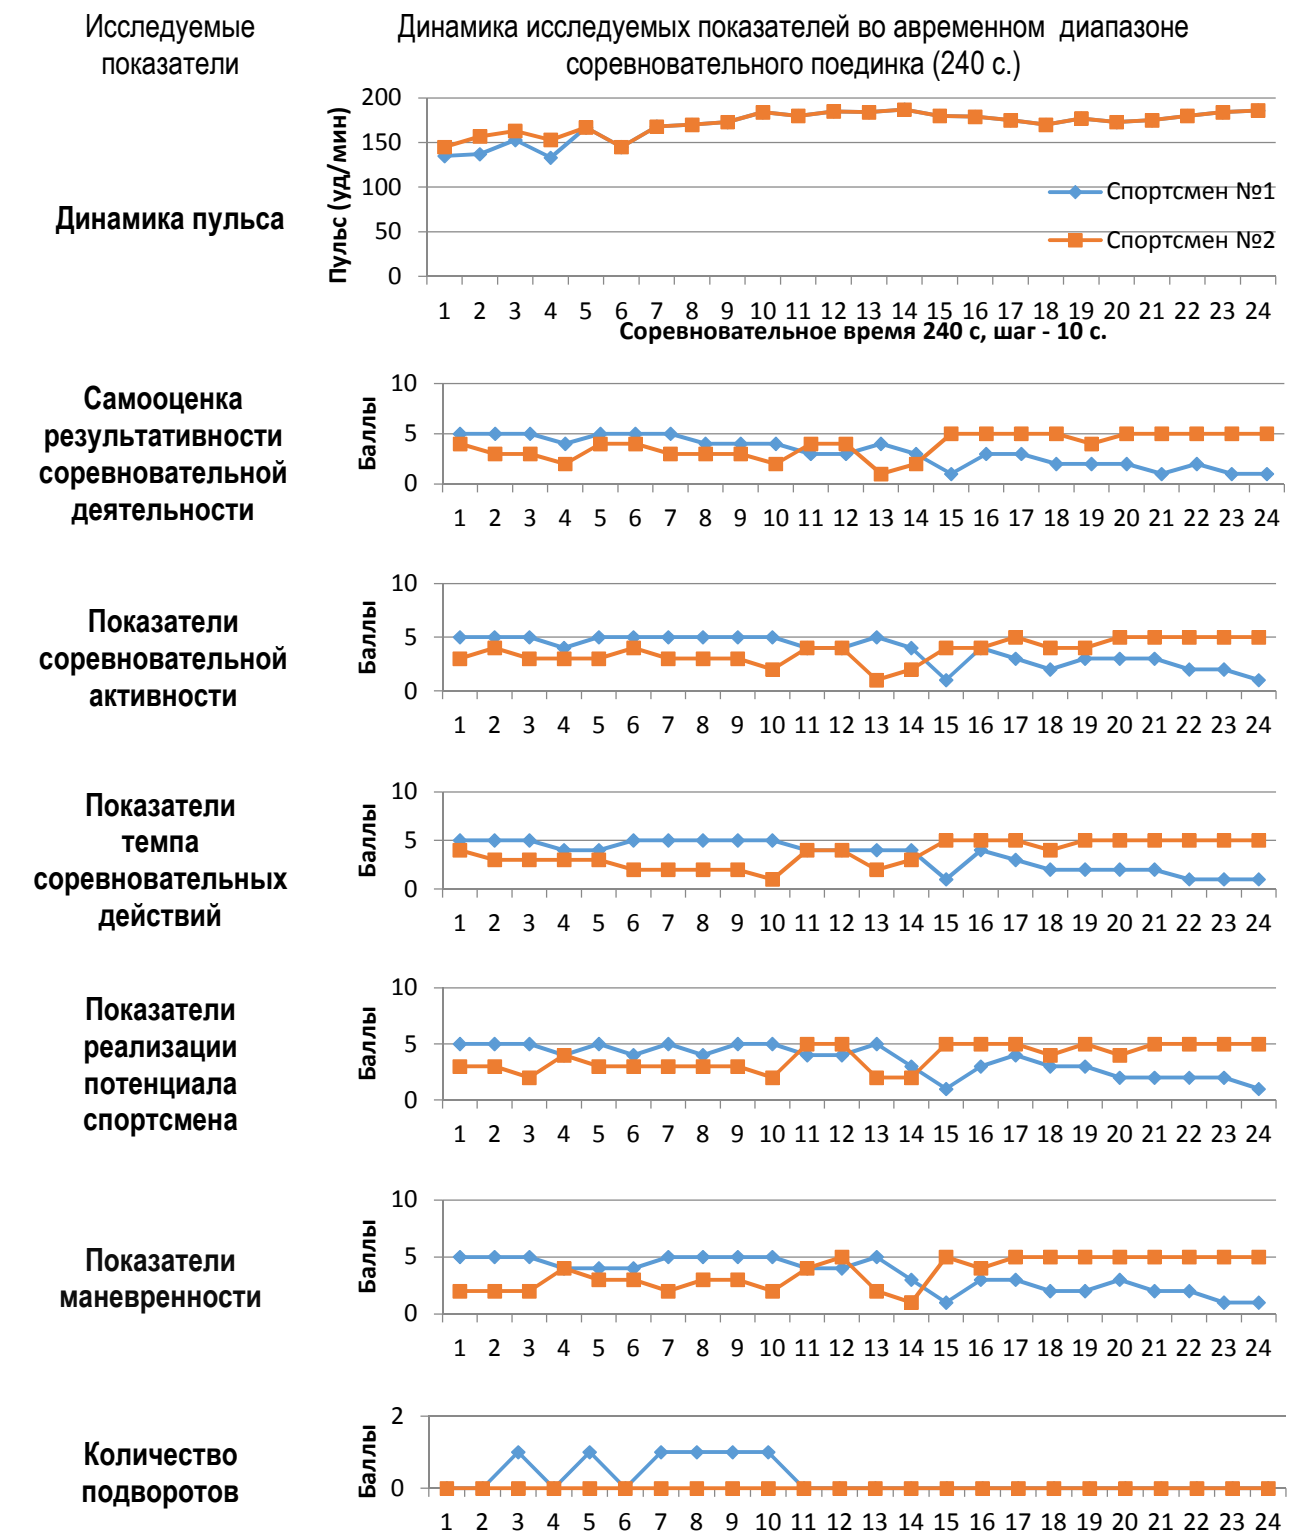 Исследуемые
показатели
Динамика исследуемых показателей во авременном диапазоне
соревновательного поединка (240 с.)
Динамика пульса
Пульс (уд/мин)
200
150
100
50
0
Спортсмен №1
Спортсмен №2
1 2 3 4 5 6 7 8 9 10 11 12 13 14 15 16 17 18 19 20 21 22 23 24
Соревновательное время 240 с, шаг - 10 с.
Самооценка
результативности
соревновательной
деятельности
Баллы
10
5
0
1 2 3 4 5 6 7 8 9 10 11 12 13 14 15 16 17 18 19 20 21 22 23 24
Показатели
соревновательной
активности
Баллы
10
5
0
1 2 3 4 5 6 7 8 9 10 11 12 13 14 15 16 17 18 19 20 21 22 23 24
Показатели
темпа
соревновательных
действий
Баллы
10
5
0
1 2 3 4 5 6 7 8 9 10 11 12 13 14 15 16 17 18 19 20 21 22 23 24
Показатели
реализации
потенциала
спортсмена
Баллы
10
5
0
1 2 3 4 5 6 7 8 9 10 11 12 13 14 15 16 17 18 19 20 21 22 23 24
Показатели
маневренности
Баллы
10
5
0
1 2 3 4 5 6 7 8 9 10 11 12 13 14 15 16 17 18 19 20 21 22 23 24
Количество
подворотов
Баллы
2
0
1 2 3 4 5 6 7 8 9 10 11 12 13 14 15 16 17 18 19 20 21 22 23 24